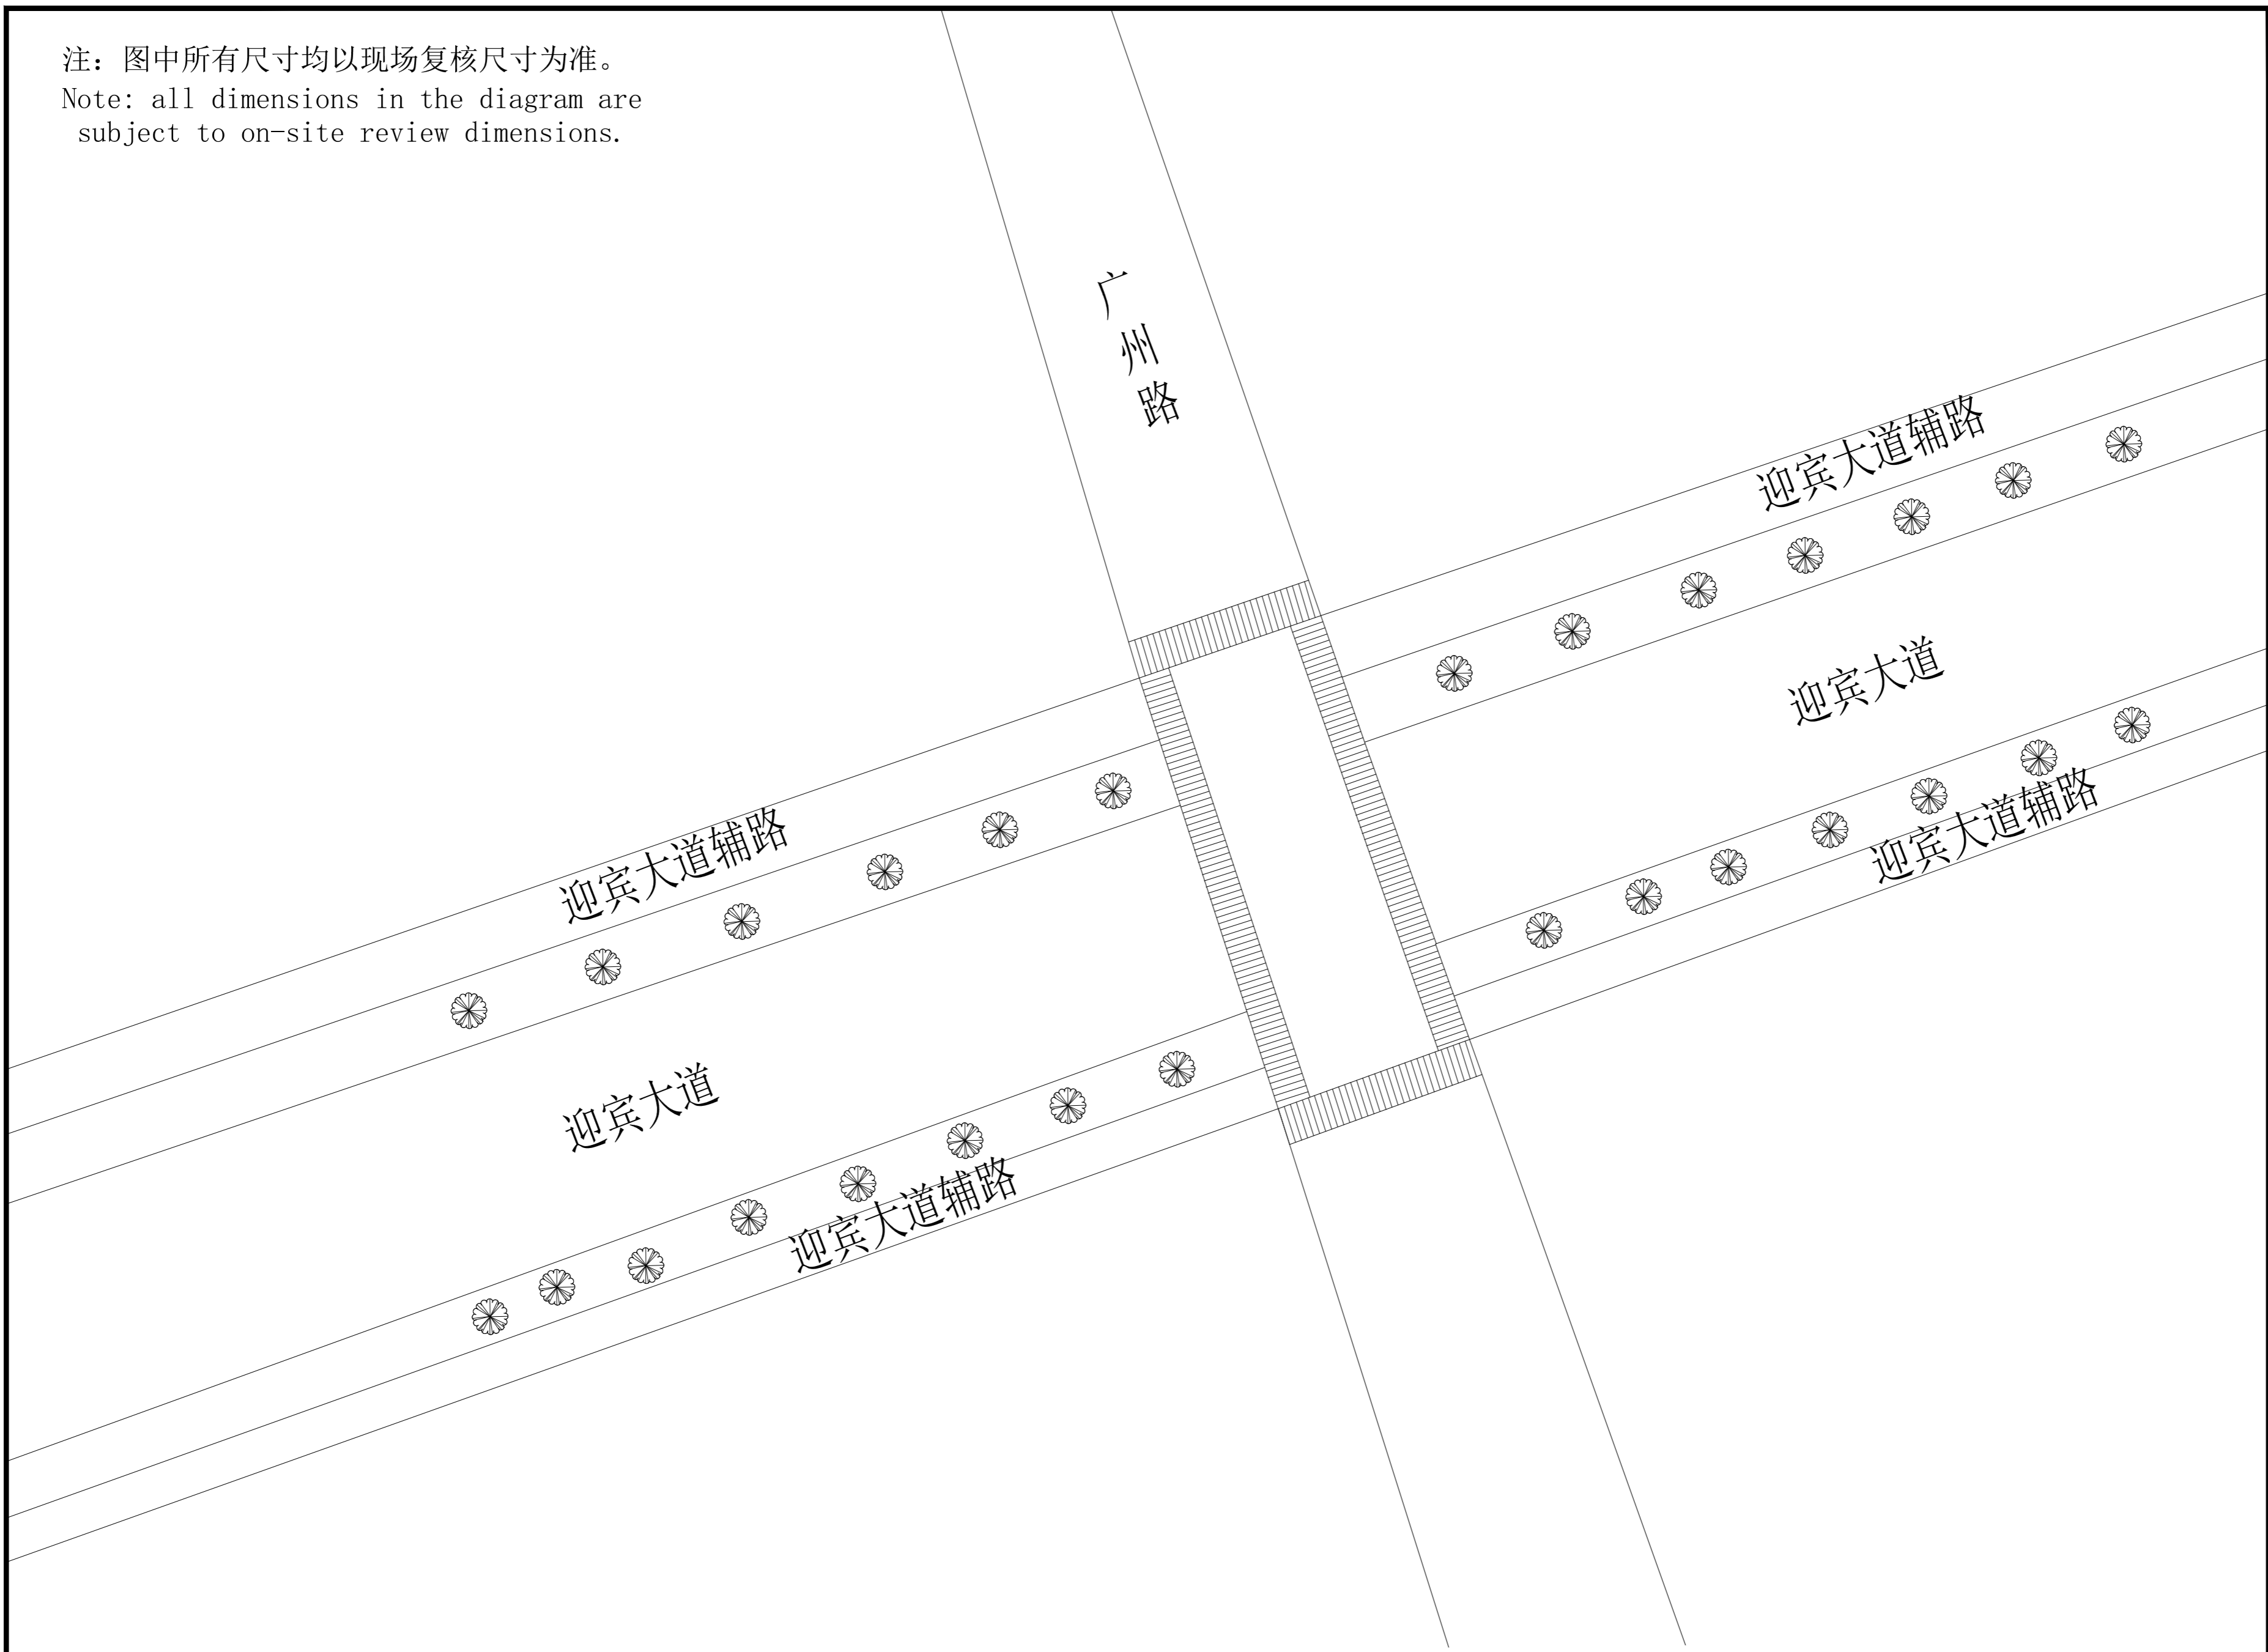 注：图中所有尺寸均以现场复核尺寸为准。
Note: all dimensions in the diagram are
subject to on-site review dimensions.
广州路
迎宾大道辅路
迎宾大道
迎宾大道辅路
迎宾大道辅路
迎宾大道
迎宾大道辅路